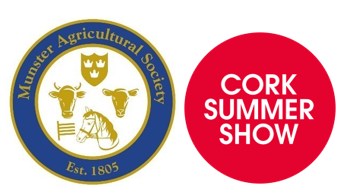 Munster Agricultural Society
Est. 1805
CORK
SUMMER
SHOW